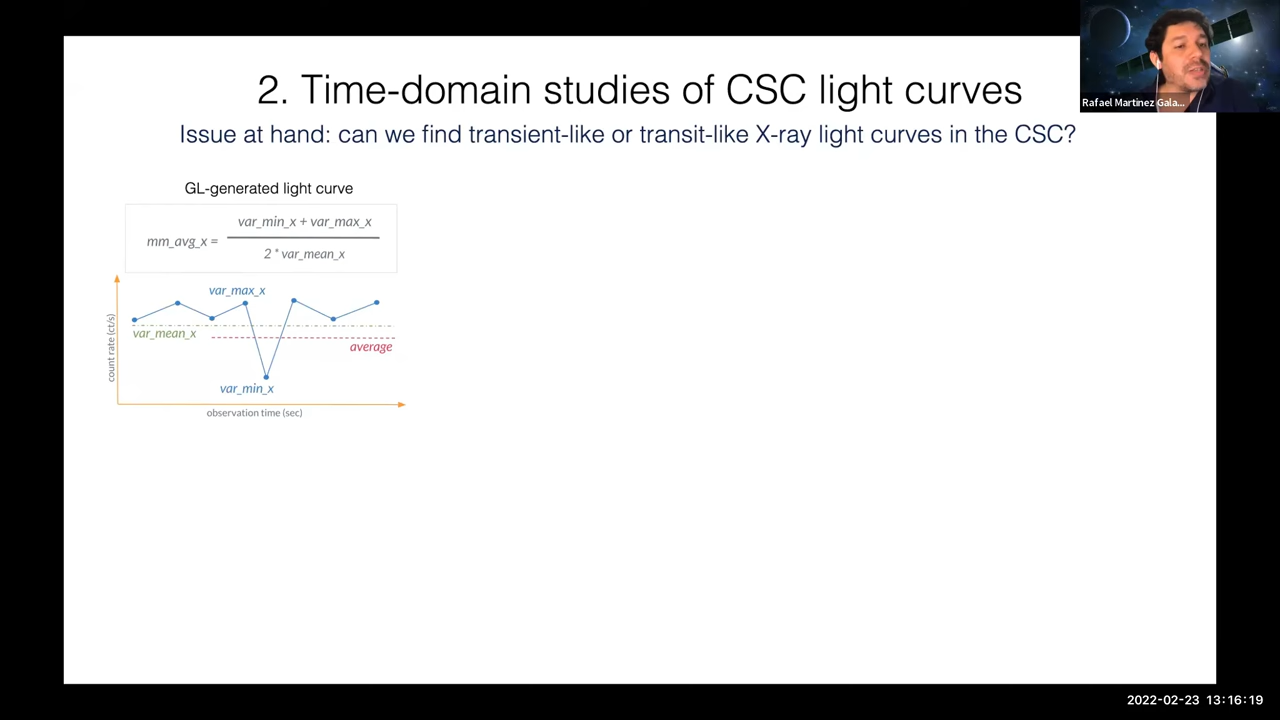 2. Time-domain studies of CSC light curves
Issue at hand: can we find transient-like or transit-like X-ray light curves in the CSC?
Rafael Martinez Gala...
GL-generated light curve
var_min_x + var_max_x
mm_avg_x =
2 * var_mean_x
var_max_x
var_mean_x
average
var_min_x
count rate (ct/s)
observation time (sec)
2022-02-23 13:16:19